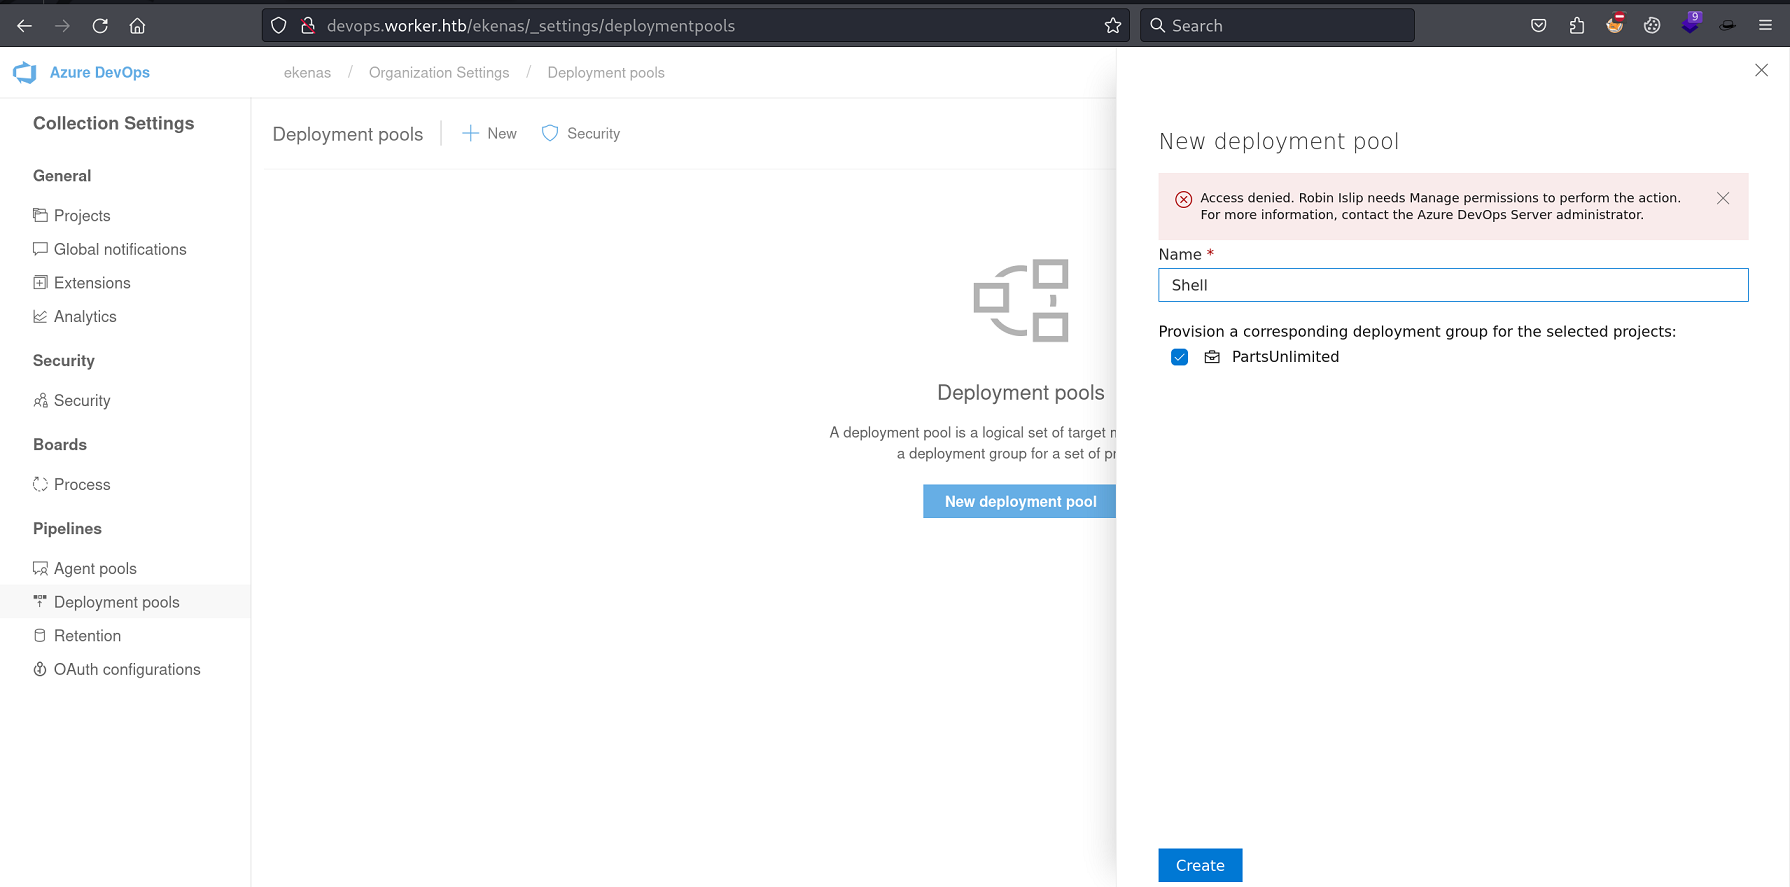 devops.worker.htb/ekenas/_settings/deploymentpools
Search
9
Azure DevOps
ekenas / Organization Settings / Deployment pools
Collection Settings
General
Projects
Global notifications
Extensions
Analytics
Security
Security
Boards
Process
Pipelines
Agent pools
Deployment pools
Retention
OAuth configurations
Deployment pools
New
Security
Deployment pools
A deployment pool is a logical set of target
a deployment group for a set of
New deployment pool
New deployment pool
Access denied. Robin Islip needs Manage permissions to perform the action.
For more information, contact the Azure DevOps Server administrator.
Name *
Shell
Provision a corresponding deployment group for the selected projects:
PartsUnlimited
Create